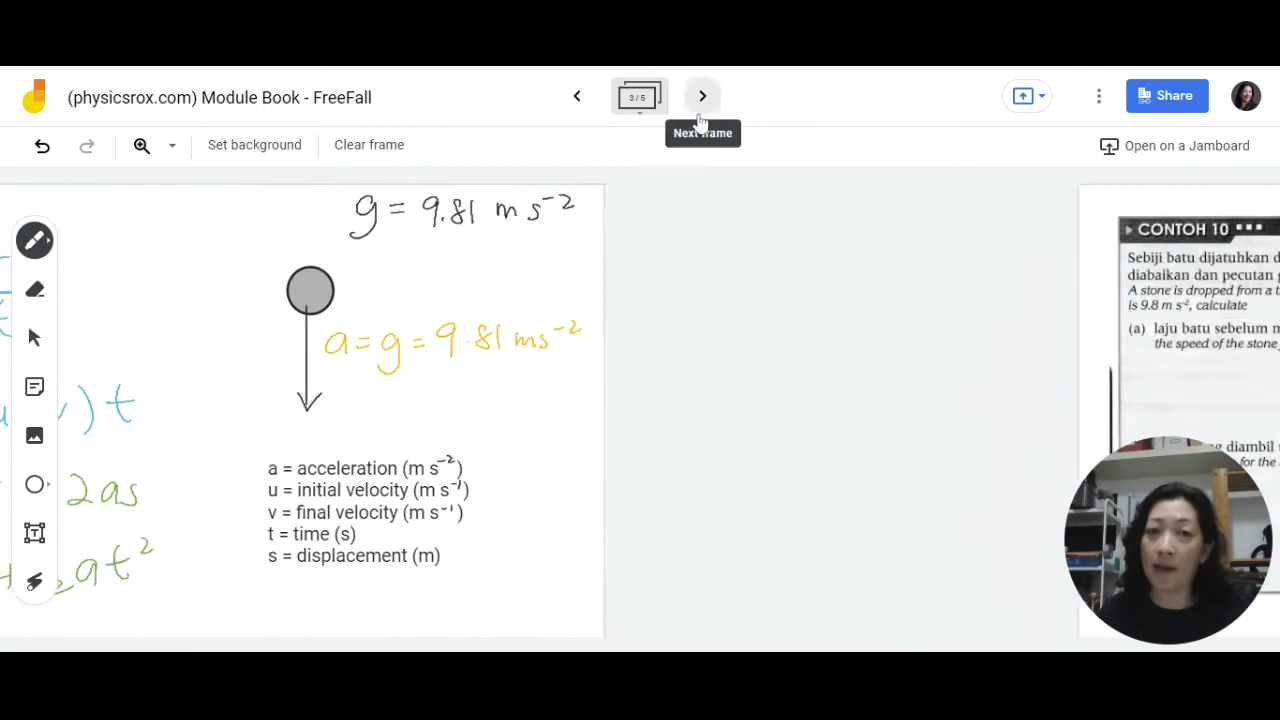 (physicsrox.com) Module Book - FreeFall
3/5
Share
Next frame
Set background
Clear frame
Open on a Jamboard
g = 9.81 m s⁻²
a = g = 9.81 ms⁻²
) t
2as
at²
a = acceleration (m s⁻²)
u = initial velocity (m s⁻¹)
v = final velocity (m s⁻¹)
t = time (s)
s = displacement (m)
CONTOH 10
Sebiji batu dijatuhkan d
diabaikan dan pecutan g
A stone is dropped from a t
is 9.8 m s⁻², calculate
(a) laju batu sebelum m
the speed of the stone
diambil
for the